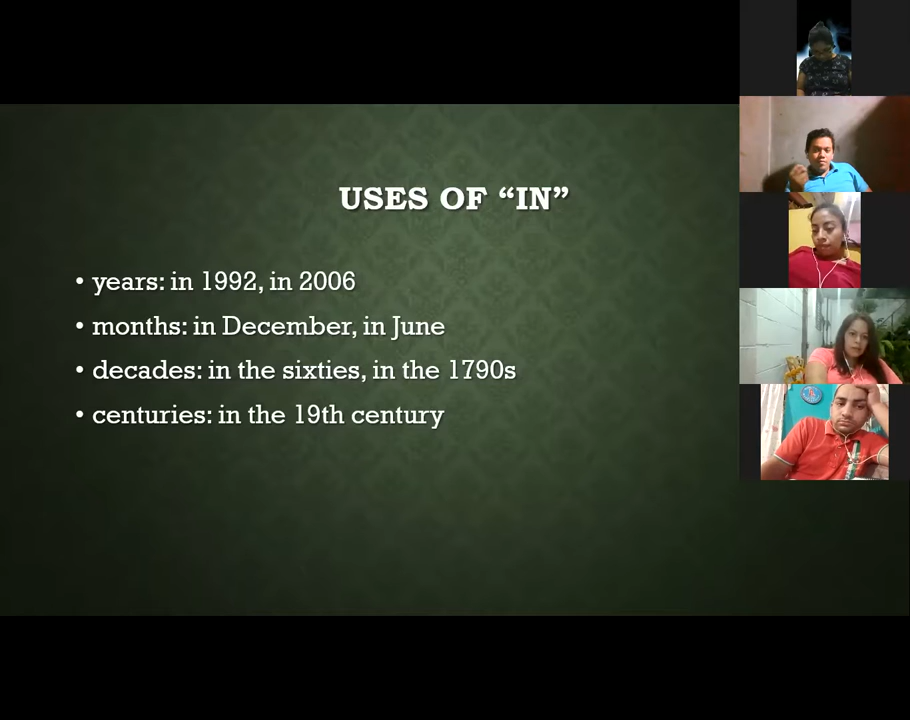 USES OF “IN”
• years: in 1992, in 2006
• months: in December, in June
• decades: in the sixties, in the 1790s
• centuries: in the 19th century